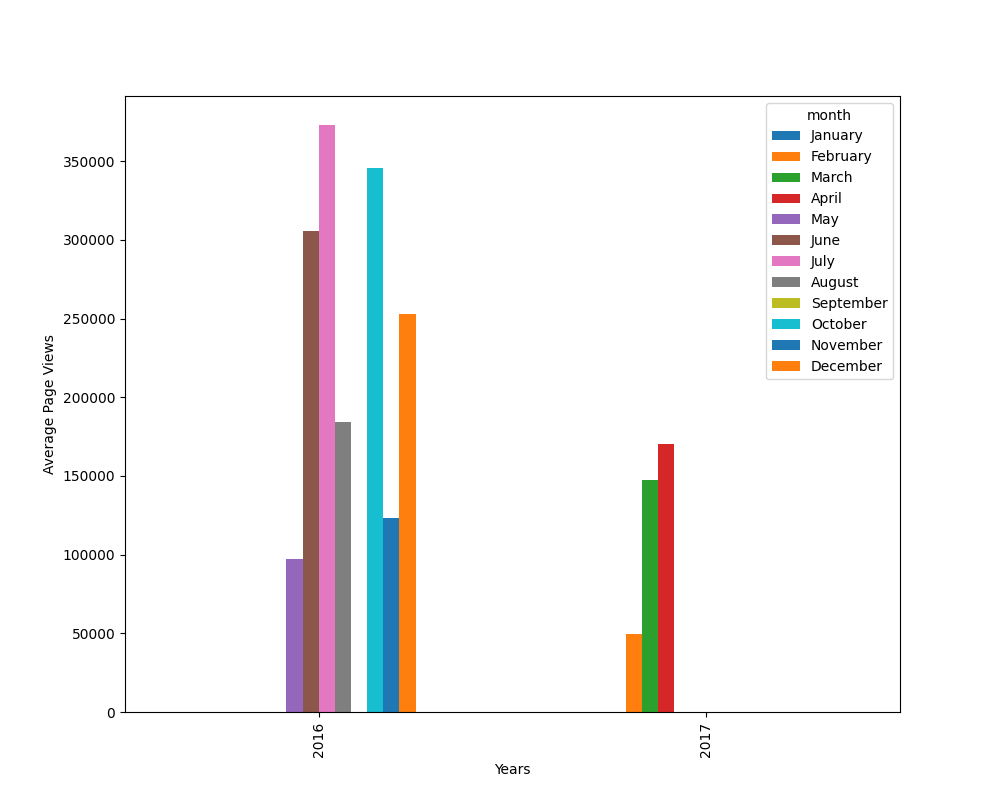 month
January
February
March
April
May
June
July
August
September
October
November
December
350000
300000
250000
200000
150000
100000
50000
0
Average Page Views
2016
2017
Years